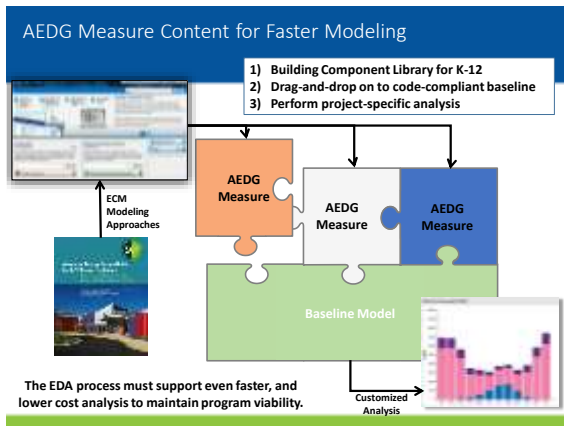 AEDG Measure Content for Faster Modeling
1) Building Component Library for K-12
2) Drag-and-drop on to code-compliant baseline
3) Perform project-specific analysis
AEDG
Measure
AEDG
Measure
AEDG
Measure
ECM
Modeling
Approaches
Baseline Model
The EDA process must support even faster, and
lower cost analysis to maintain program viability.
Customized
Analysis